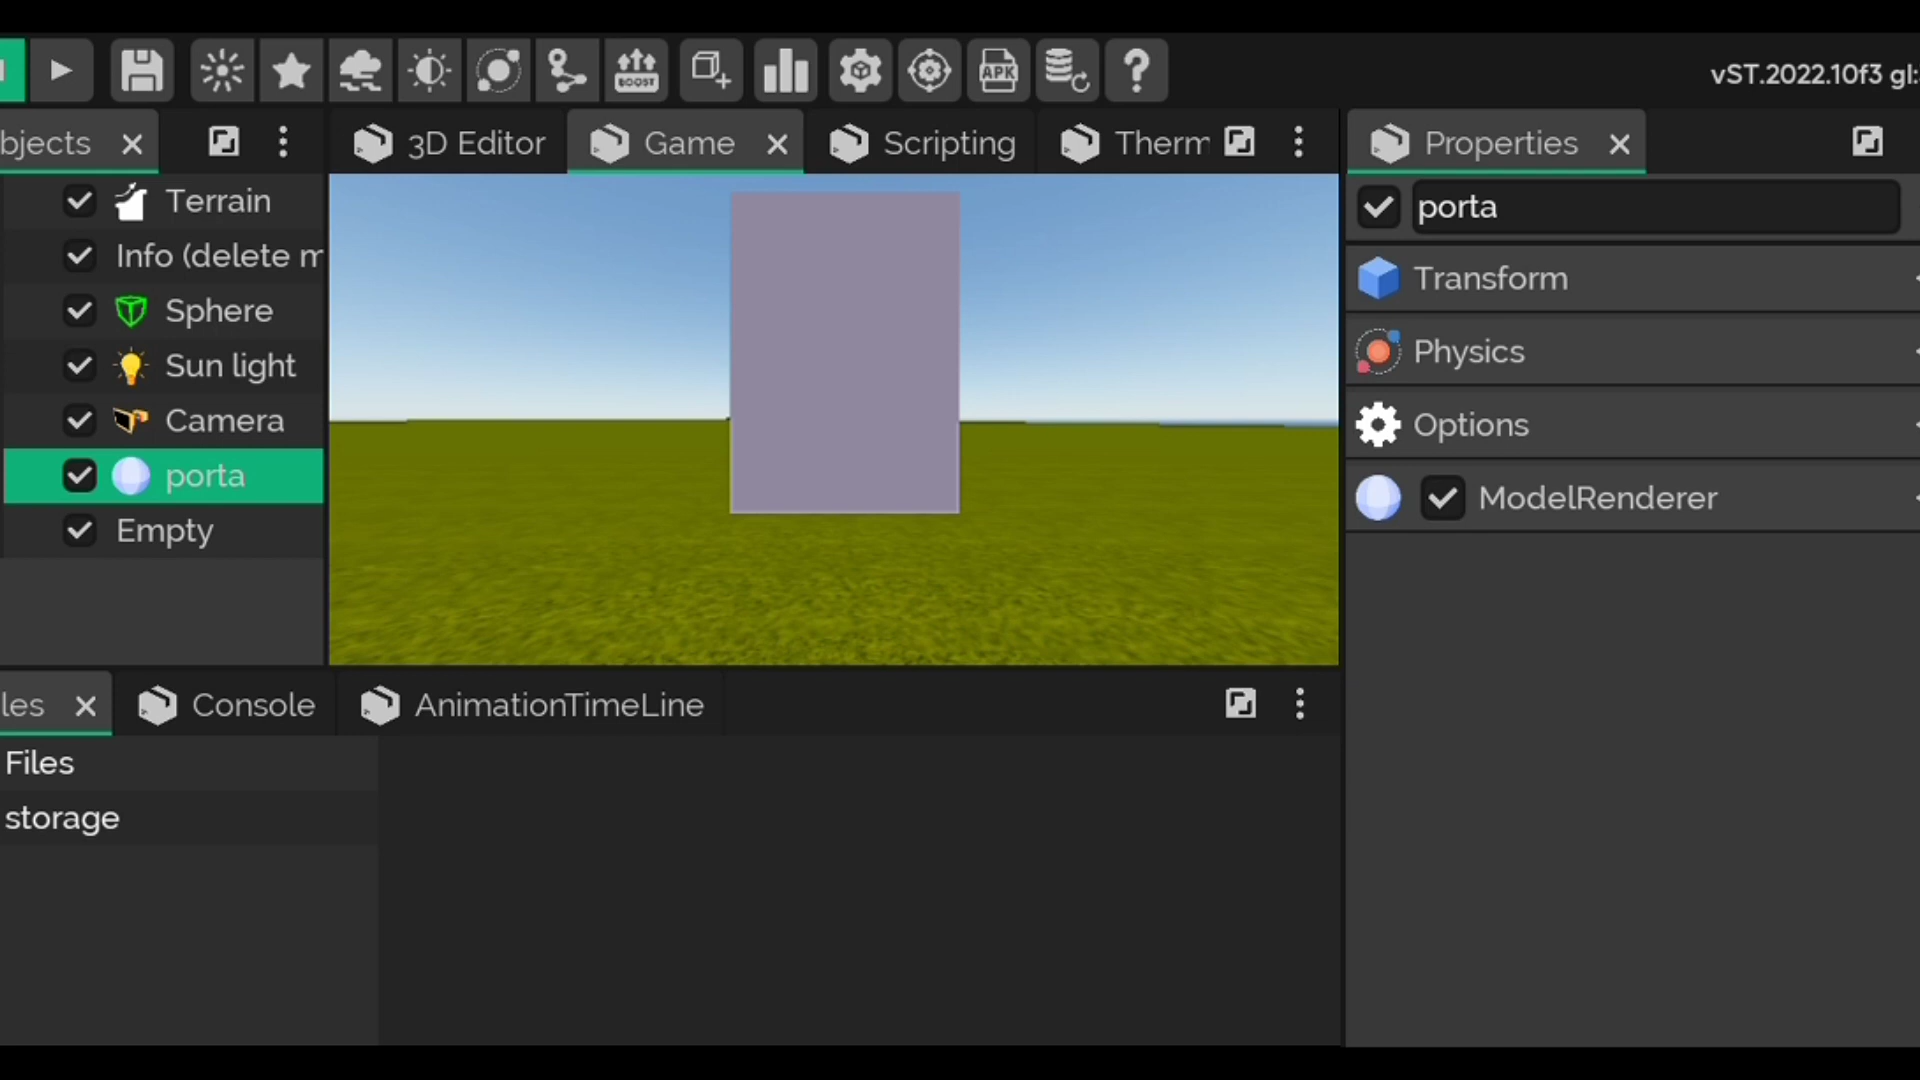 BOOST
APK
vST.2022.10f3 gl:
bjects
3D Editor
Game
Scripting
Therm
Properties
Terrain
Info (delete m
Sphere
Sun light
Camera
porta
Empty
porta
Transform
Physics
Options
ModelRenderer
les
Console
AnimationTimeLine
Files
storage